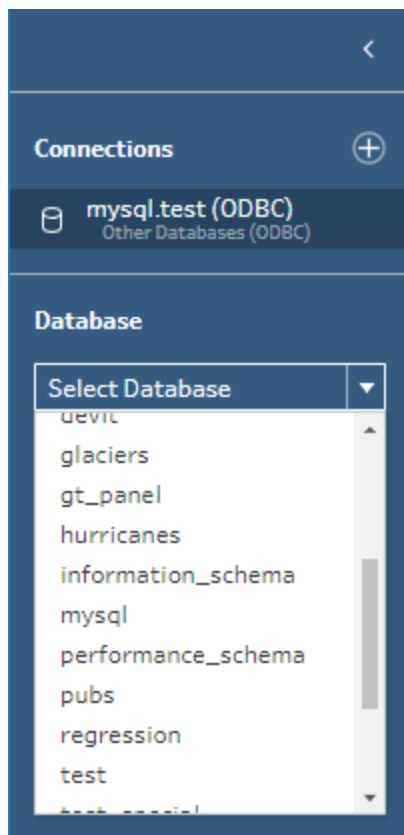 Connections
mysql.test (ODBC)
Other Databases (ODBC)
Database
Select Database
devit
glaciers
gt_panel
hurricanes
information_schema
mysql
performance_schema
pubs
regression
test